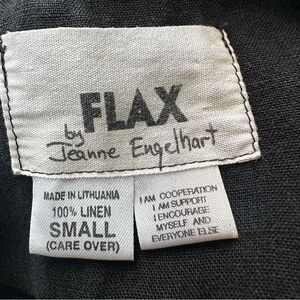 FLAX
by
Jeanne Engelhart
MADE IN LITHUANIA
100% LINEN
SMALL
(CARE OVER)
I AM COOPERATION
I AM SUPPORT
I ENCOURAGE
MYSELF AND
EVERYONE ELSE